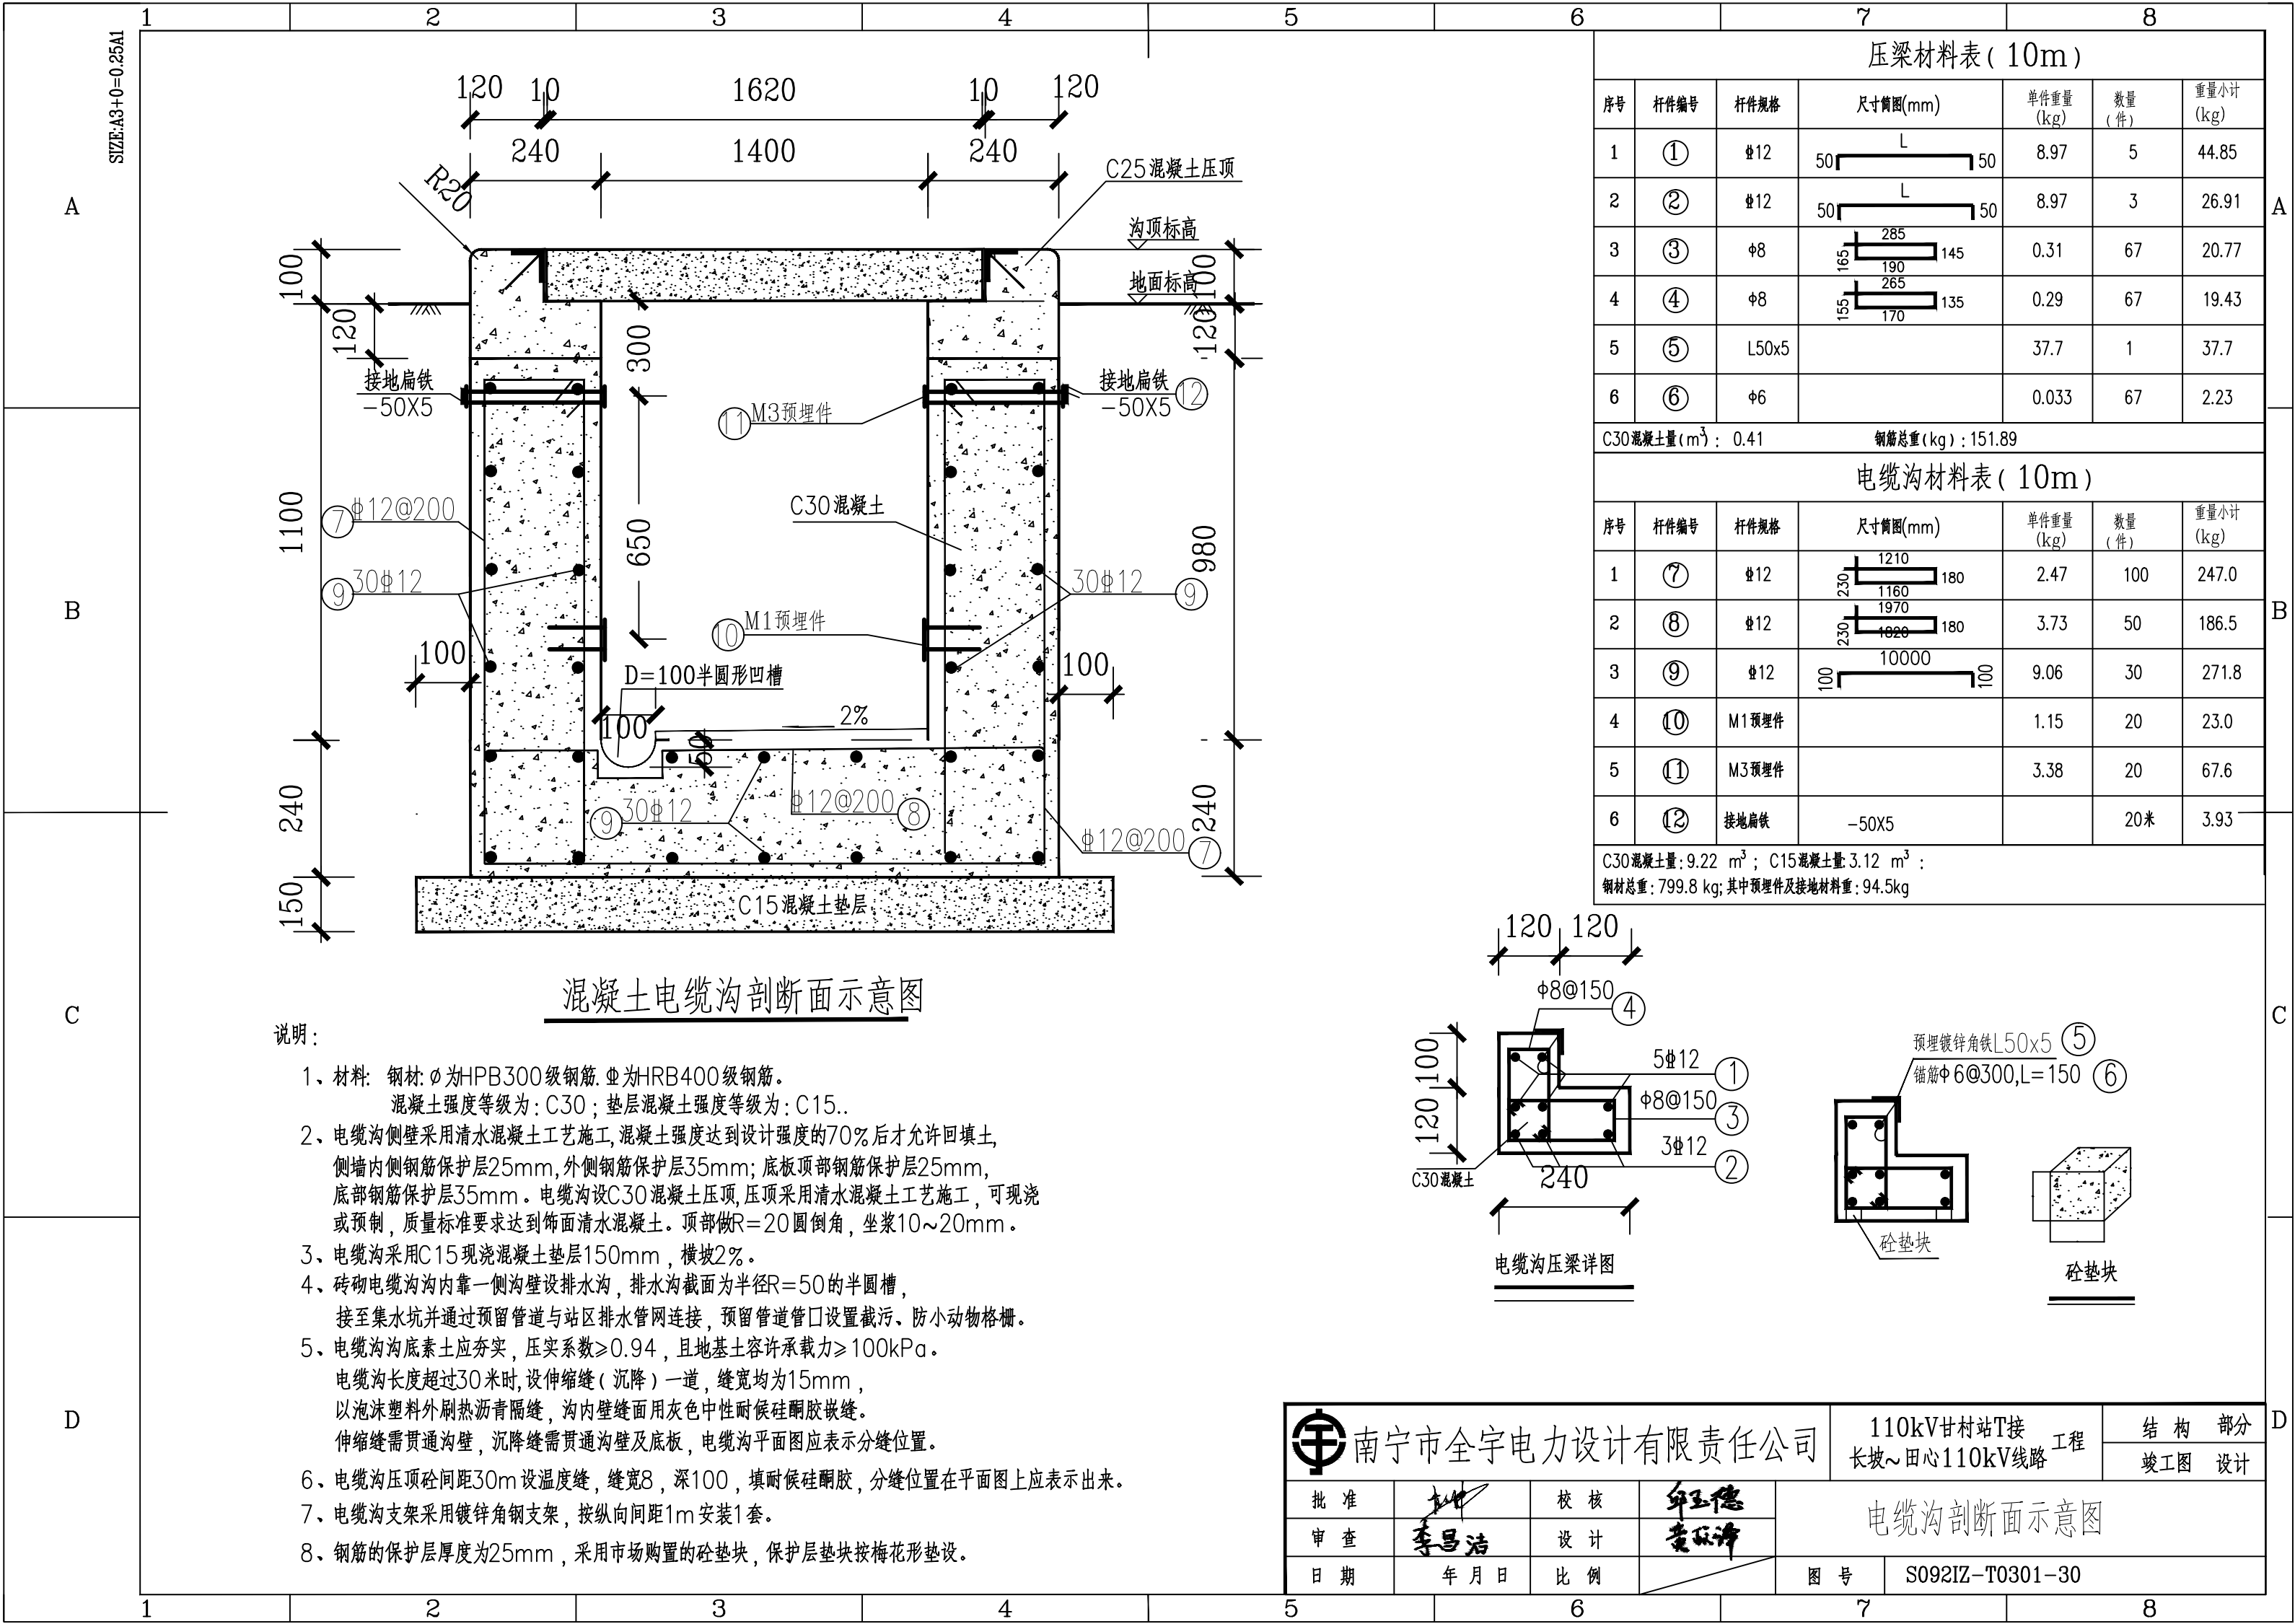 1 2 3 4 5 6 7 8
SIZE:A3+0=0.25A1
A
B
C
D
120 10 1620 10 120
240 1400 240
R20
C25混凝土压顶
沟顶标高
地面标高
100
120
1100
240
150
100
120
980
240
300
650
接地扁铁
-50X5
接地扁铁
-50X5 12
11 M3预埋件
7 Φ12@200
C30混凝土
9 30Φ12
30Φ12 9
10 M1预埋件
100
100
D=100半圆形凹槽
100
50
2%
9 30Φ12
Φ12@200 8
Φ12@200 7
C15混凝土垫层
混凝土电缆沟剖断面示意图
说明:
1、材料: 钢材:ϕ为HPB300级钢筋.Φ为HRB400级钢筋。
混凝土强度等级为:C30;垫层混凝土强度等级为:C15..
2、电缆沟侧壁采用清水混凝土工艺施工,混凝土强度达到设计强度的70%后才允许回填土,
侧墙内侧钢筋保护层25mm,外侧钢筋保护层35mm;底板顶部钢筋保护层25mm,
底部钢筋保护层35mm。电缆沟设C30混凝土压顶,压顶采用清水混凝土工艺施工,可现浇
或预制,质量标准要求达到饰面清水混凝土。顶部做R=20圆倒角,坐浆10~20mm。
3、电缆沟采用C15现浇混凝土垫层150mm,横坡2%。
4、砖砌电缆沟沟内靠一侧沟壁设排水沟,排水沟截面为半径R=50的半圆槽,
接至集水坑并通过预留管道与站区排水管网连接,预留管道管口设置截污、防小动物格栅。
5、电缆沟沟底素土应夯实,压实系数≥0.94,且地基土容许承载力≥100kPa。
电缆沟长度超过30米时,设伸缩缝(沉降)一道,缝宽均为15mm,
以泡沫塑料外刷热沥青隔缝,沟内壁缝面用灰色中性耐候硅酮胶嵌缝。
伸缩缝需贯通沟壁,沉降缝需贯通沟壁及底板,电缆沟平面图应表示分缝位置。
6、电缆沟压顶砼间距30m设温度缝,缝宽8,深100,填耐候硅酮胶,分缝位置在平面图上应表示出来。
7、电缆沟支架采用镀锌角钢支架,按纵向间距1m安装1套。
8、钢筋的保护层厚度为25mm,采用市场购置的砼垫块,保护层垫块按梅花形垫设。
压梁材料表(10m)
序号 杆件编号 杆件规格 尺寸简图(mm) 单件重量(kg) 数量(件) 重量小计(kg)
1 ① Φ12 50 L 50 8.97 5 44.85
2 ② Φ12 50 L 50 8.97 3 26.91
3 ③ ϕ8 165 285 190 145 0.31 67 20.77
4 ④ ϕ8 155 265 170 135 0.29 67 19.43
5 ⑤ L50x5 37.7 1 37.7
6 ⑥ ϕ6 0.033 67 2.23
C30混凝土量(m³): 0.41 钢筋总重(kg):151.89
电缆沟材料表(10m)
序号 杆件编号 杆件规格 尺寸简图(mm) 单件重量(kg) 数量(件) 重量小计(kg)
1 ⑦ Φ12 230 1210 1160 180 2.47 100 247.0
2 ⑧ Φ12 230 1970 1820 180 3.73 50 186.5
3 ⑨ Φ12 100 10000 100 9.06 30 271.8
4 ⑩ M1预埋件 1.15 20 23.0
5 ⑪ M3预埋件 3.38 20 67.6
6 ⑫ 接地扁铁 -50X5 20米 3.93
C30混凝土量:9.22 m³; C15混凝土量:3.12 m³:
钢材总重:799.8 kg;其中预埋件及接地材料重:94.5kg
120 120
ϕ8@150 4
100
120
5Φ12 1
ϕ8@150 3
3Φ12 2
C30混凝土
240
电缆沟压梁详图
预埋镀锌角铁L50x5 5
锚筋ϕ6@300,L=150 6
砼垫块
砼垫块
南宁市全宇电力设计有限责任公司
110kV甘村站T接
长坡~田心110kV线路 工程
结 构 部分
竣工图 设计
批 准 校 核
审 查 李昌洁 设 计
日 期 年 月 日 比 例
电缆沟剖断面示意图
图 号 S092IZ-T0301-30
A
B
C
D
1 2 3 4 5 6 7 8